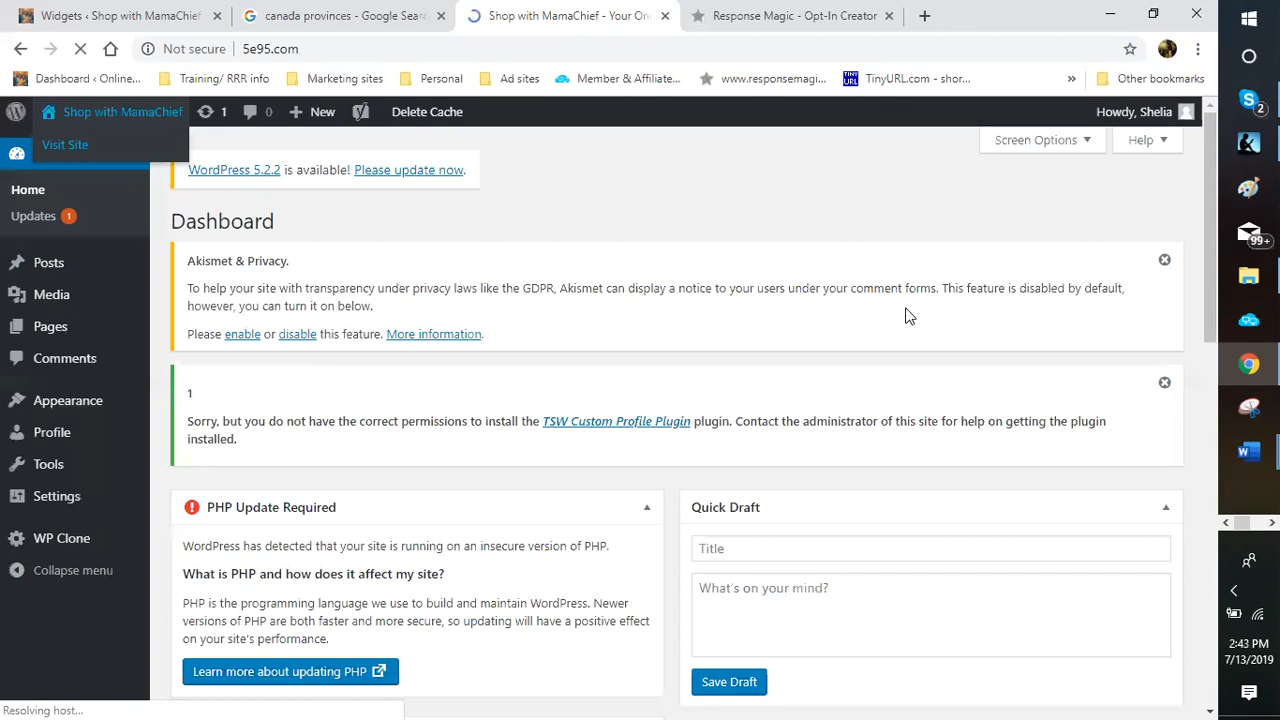 Widgets ‹ Shop with MamaChief
canada provinces - Google Sear
Shop with MamaChief - Your On
Response Magic - Opt-In Creator
Not secure
5e95.com
Dashboard ‹ Online...
Training/ RRR info
Marketing sites
Personal
Ad sites
Member & Affiliate...
www.responsemagi...
TINY URL
TinyURL.com - shor...
»
Other bookmarks
Shop with MamaChief
1
0
New
Delete Cache
Howdy, Shelia
Visit Site
Screen Options
Help
WordPress 5.2.2 is available! Please update now.
Home
Updates 1
Posts
Media
Pages
Comments
Appearance
Profile
Tools
Settings
WP Clone
Collapse menu
Dashboard
Akismet & Privacy.
To help your site with transparency under privacy laws like the GDPR, Akismet can display a notice to your users under your comment forms. This feature is disabled by default,
however, you can turn it on below.
Please enable or disable this feature. More information.
1
Sorry, but you do not have the correct permissions to install the TSW Custom Profile Plugin plugin. Contact the administrator of this site for help on getting the plugin
installed.
PHP Update Required
WordPress has detected that your site is running on an insecure version of PHP.
What is PHP and how does it affect my site?
PHP is the programming language we use to build and maintain WordPress. Newer
versions of PHP are both faster and more secure, so updating will have a positive effect
on your site's performance.
Learn more about updating PHP
Quick Draft
Title
What's on your mind?
Save Draft
Resolving host...
2
99+
2:43 PM
7/13/2019